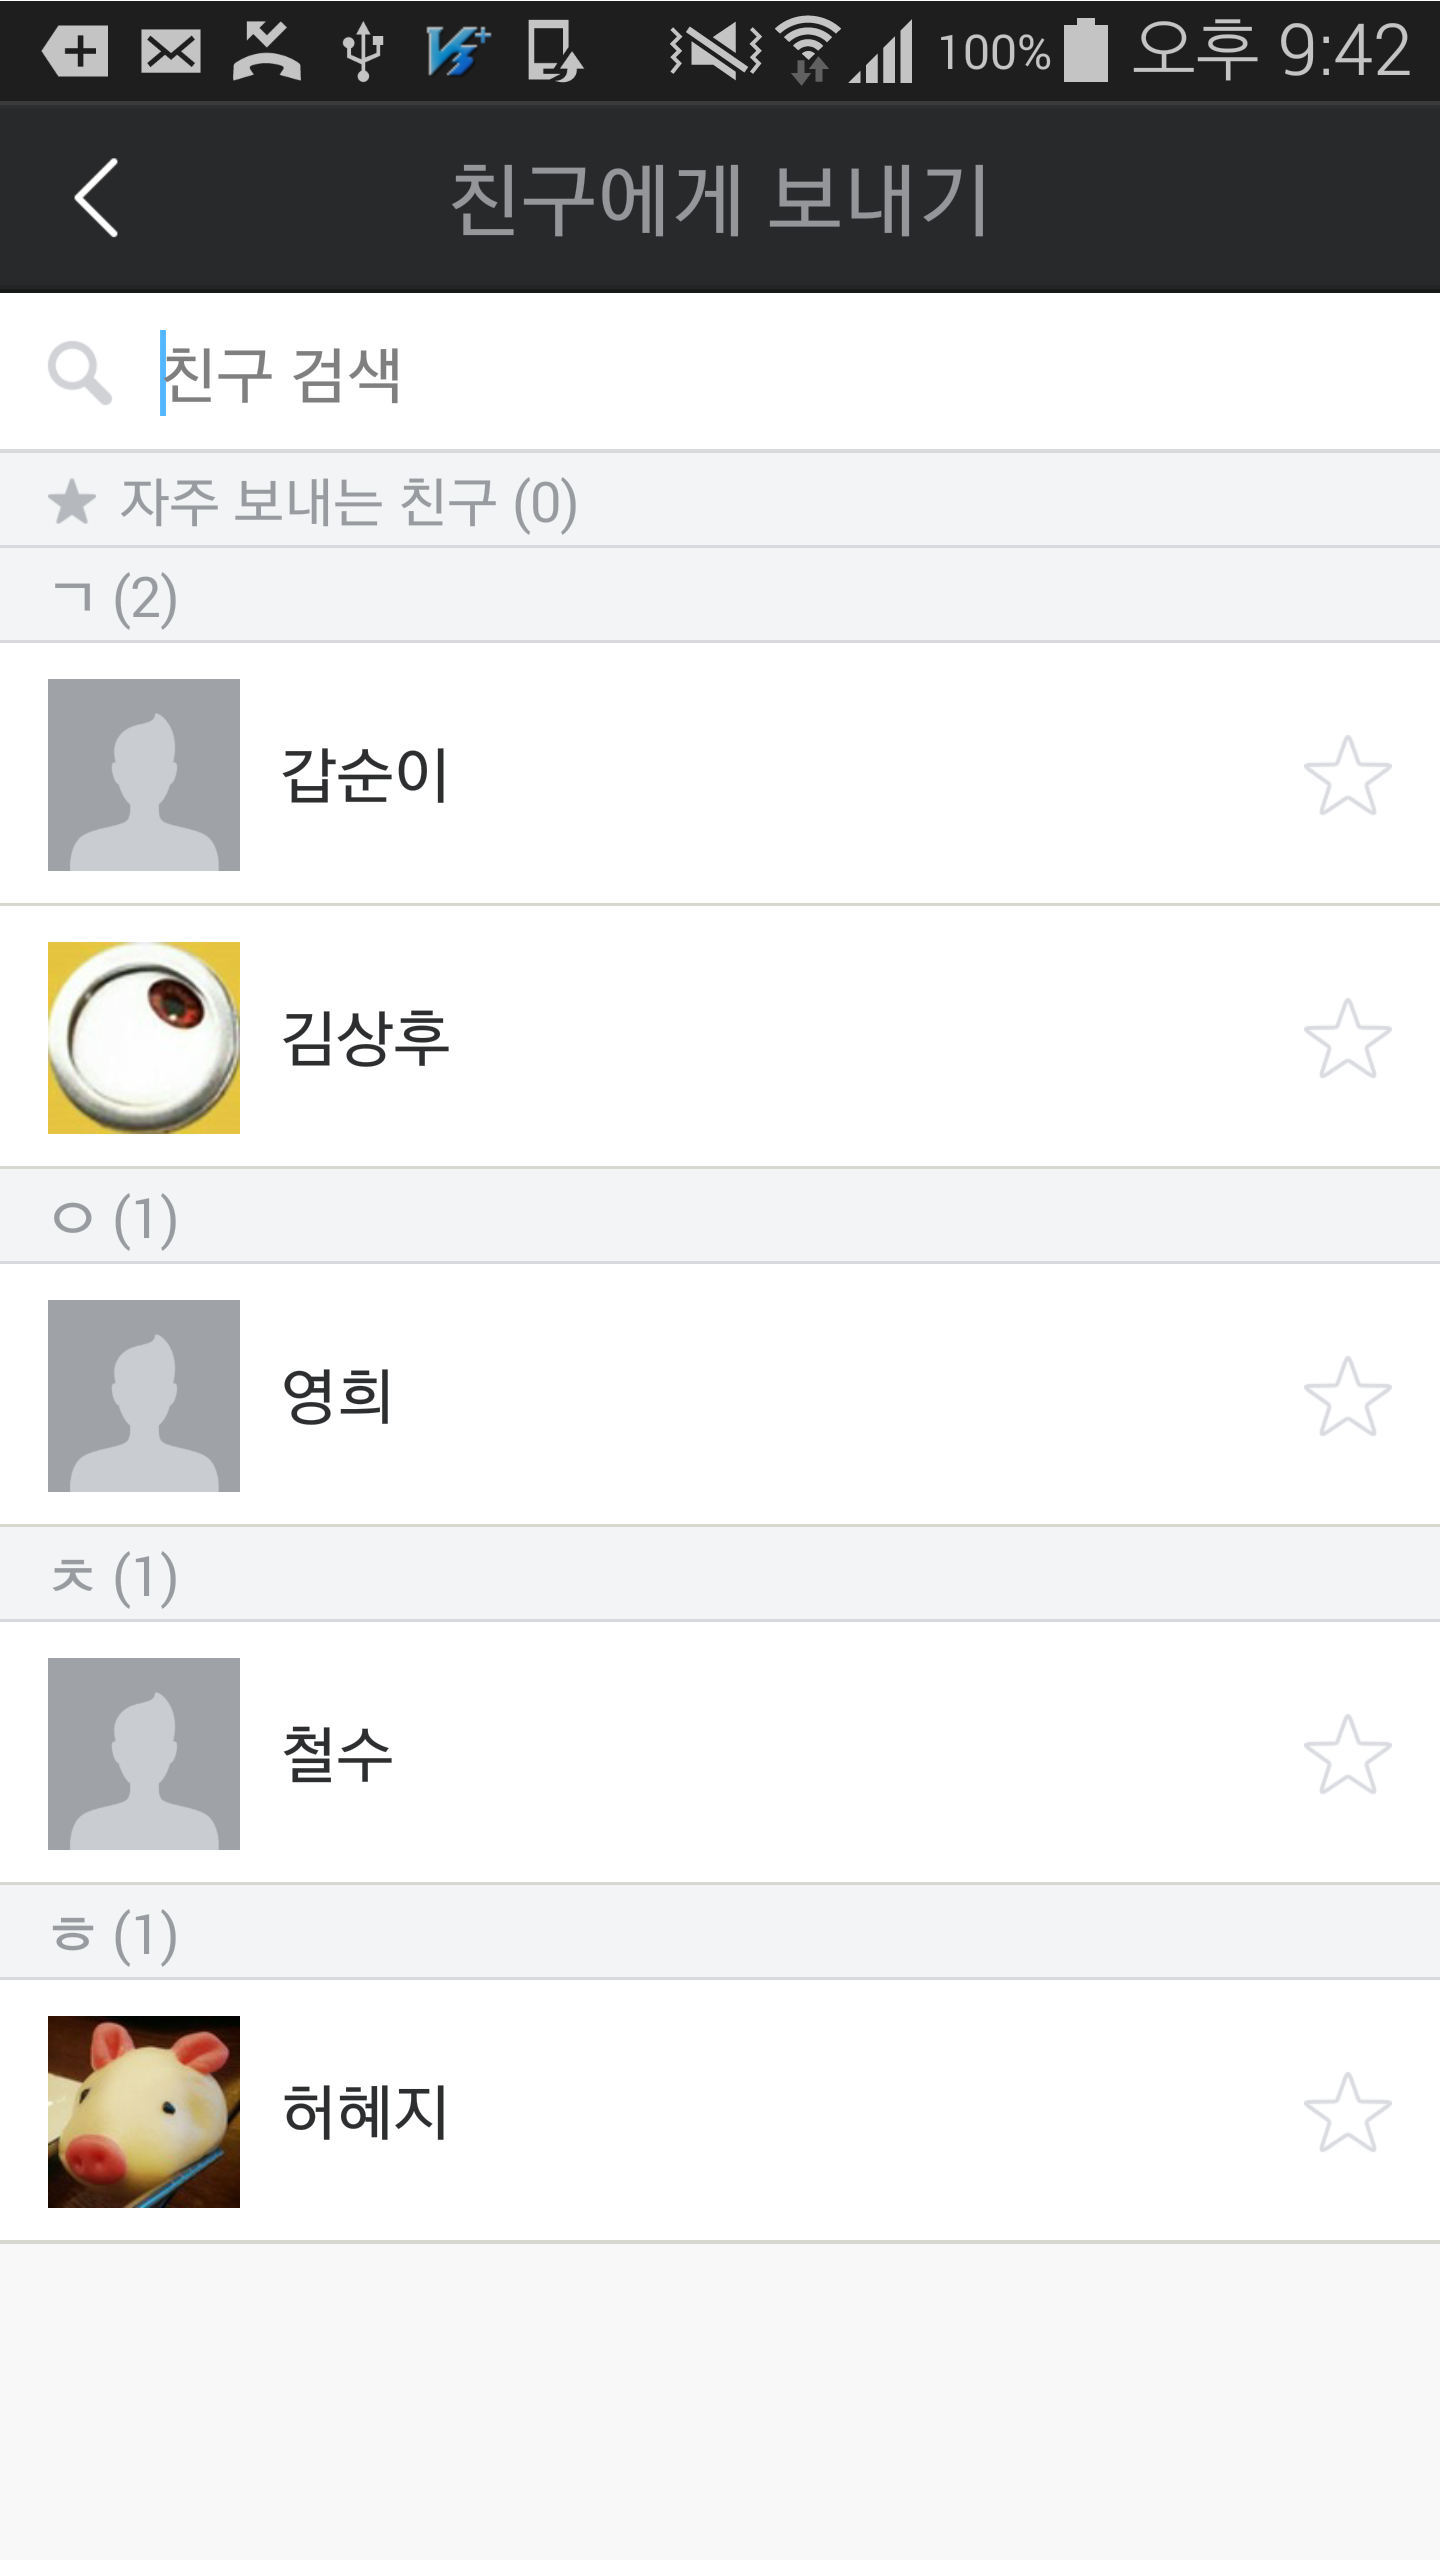 100% 오후 9:42
친구에게 보내기
친구 검색
자주 보내는 친구 (0)
ㄱ (2)
갑순이
김상후
ㅇ (1)
영희
ㅊ (1)
철수
ㅎ (1)
허혜지